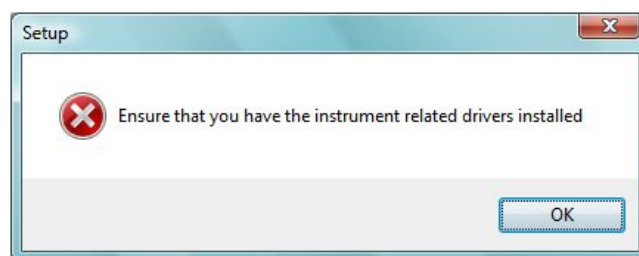 Setup
Ensure that you have the instrument related drivers installed
OK